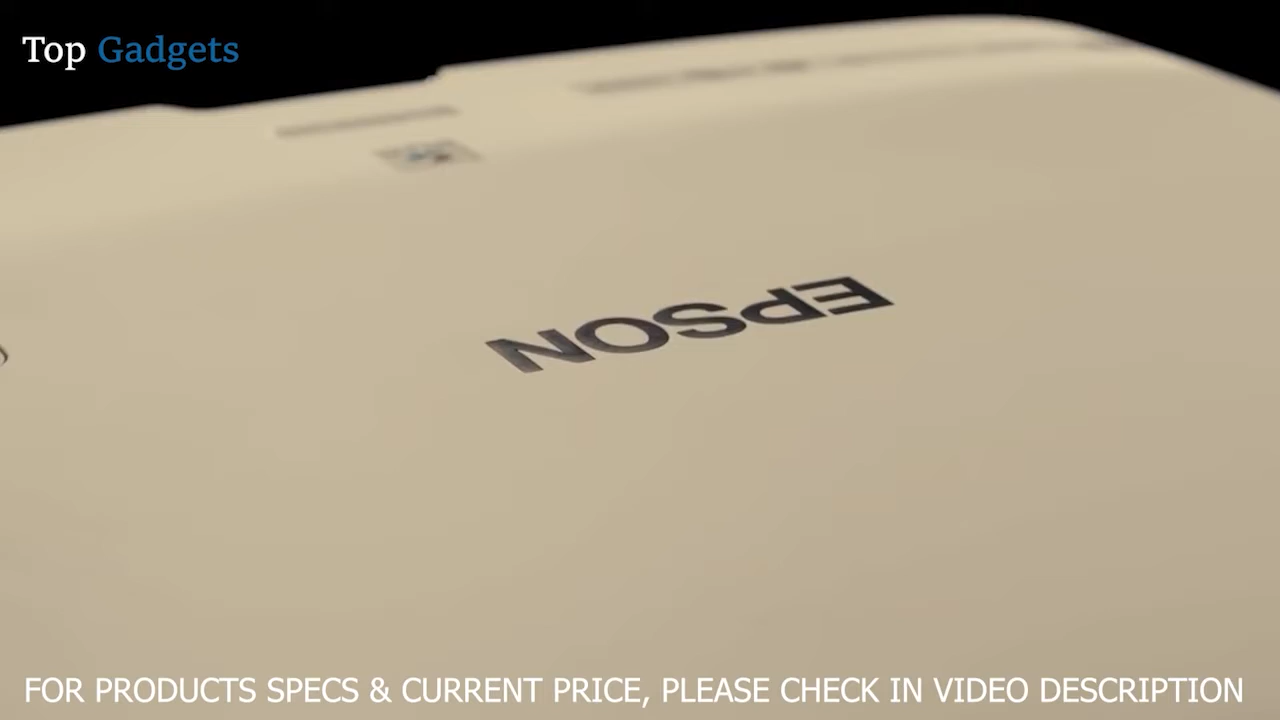 Top Gadgets
EPSON
FOR PRODUCTS SPECS & CURRENT PRICE, PLEASE CHECK IN VIDEO DESCRIPTION